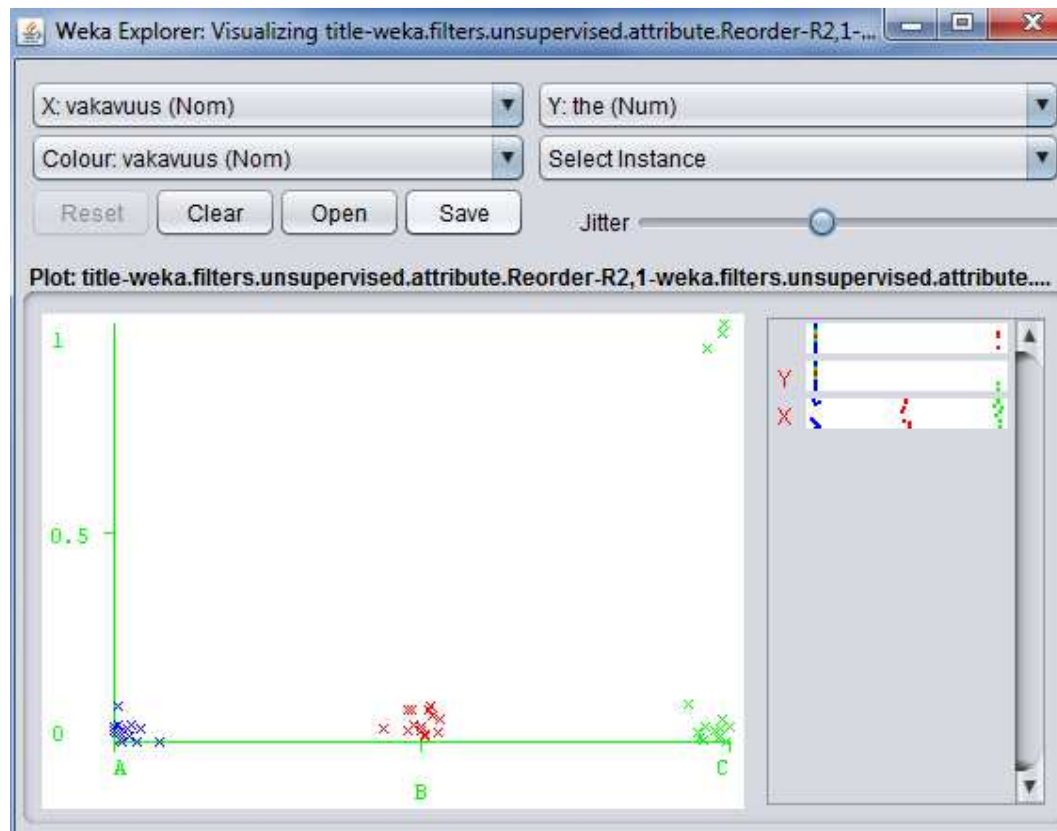 Weka Explorer: Visualizing title-weka.filters.unsupervised.attribute.Reorder-R2,1-...
X: vakavuus (Nom) Y: the (Num)
Colour: vakavuus (Nom) Select Instance
Reset Clear Open Save Jitter
Plot: title-weka.filters.unsupervised.attribute.Reorder-R2,1-weka.filters.unsupervised.attribute....
1
Y
X
0.5
0
A C
B